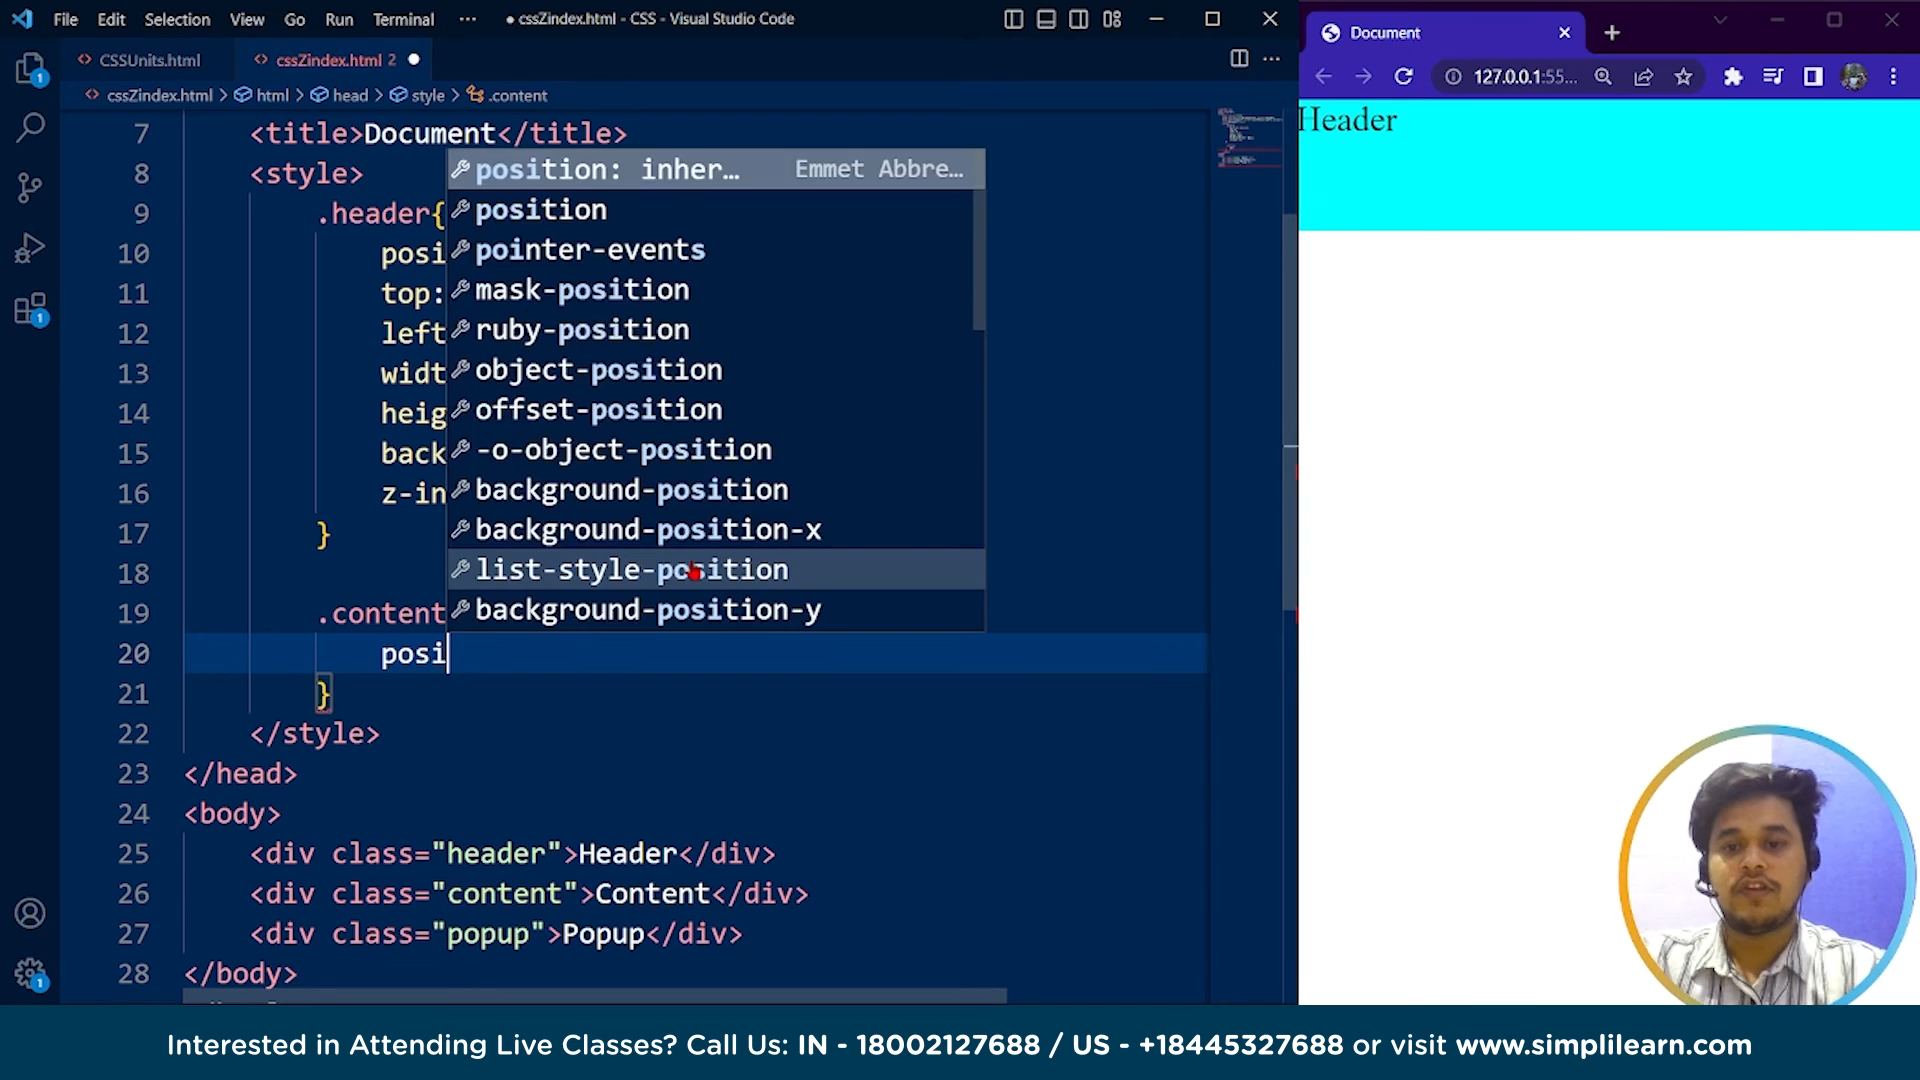 File Edit Selection View Go Run Terminal ··· ● cssZindex.html - CSS - Visual Studio Code
CSSUnits.html cssZindex.html 2
cssZindex.html > html > head > style > .content
7 <title>Document</title>
8 <style>
9 .header{
10 posi
11 top:
12 left
13 widt
14 heig
15 back
16 z-in
17 }
18
19 .content
20 posi
21 }
22 </style>
23 </head>
24 <body>
25 <div class="header">Header</div>
26 <div class="content">Content</div>
27 <div class="popup">Popup</div>
28 </body>
position: inher… Emmet Abbre…
position
pointer-events
mask-position
ruby-position
object-position
offset-position
-o-object-position
background-position
background-position-x
list-style-position
background-position-y
1
1
1
Document
127.0.0.1:55...
Header
Interested in Attending Live Classes? Call Us: IN - 18002127688 / US - +18445327688 or visit www.simplilearn.com